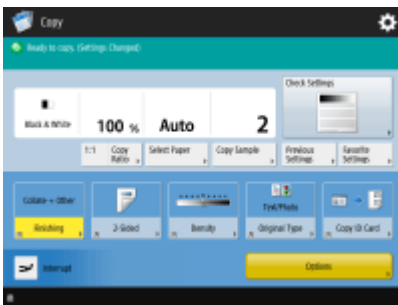 Copy
Ready to copy. (Settings Changed)
Check Settings
Black & White
100 %
Auto
2
1:1
Copy Ratio
Select Paper
Copy Sample
Previous Settings
Favorite Settings
Collate + Other
Text/Photo
Finishing
2-Sided
Density
Original Type
Copy ID Card
Interrupt
Options